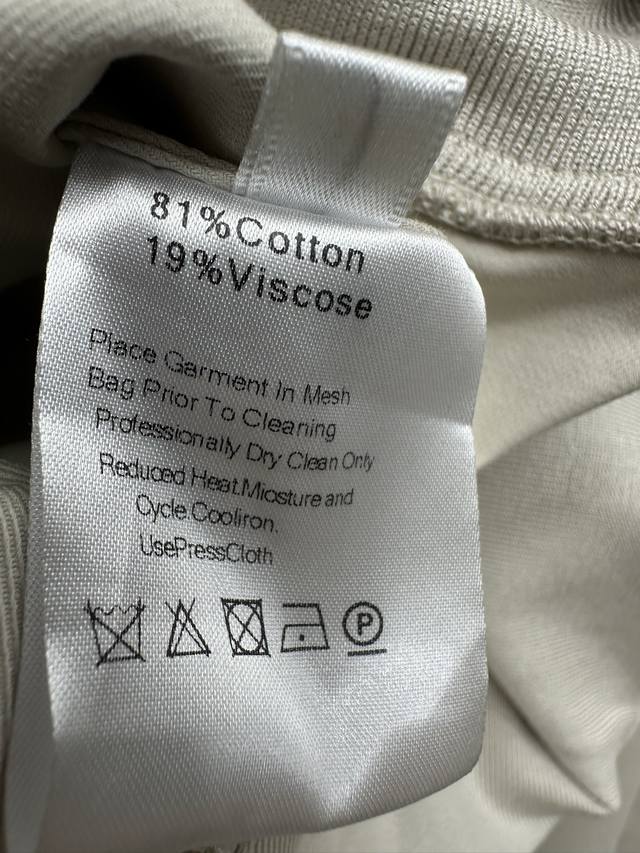 81%Cotton
19%Viscose
Place Garment In Mesh
Bag Prior To Cleaning
Professionally Dry Clean Only
Reduced Heat.Miosture and
Cycle.Cooliron.
UsePressCloth
P